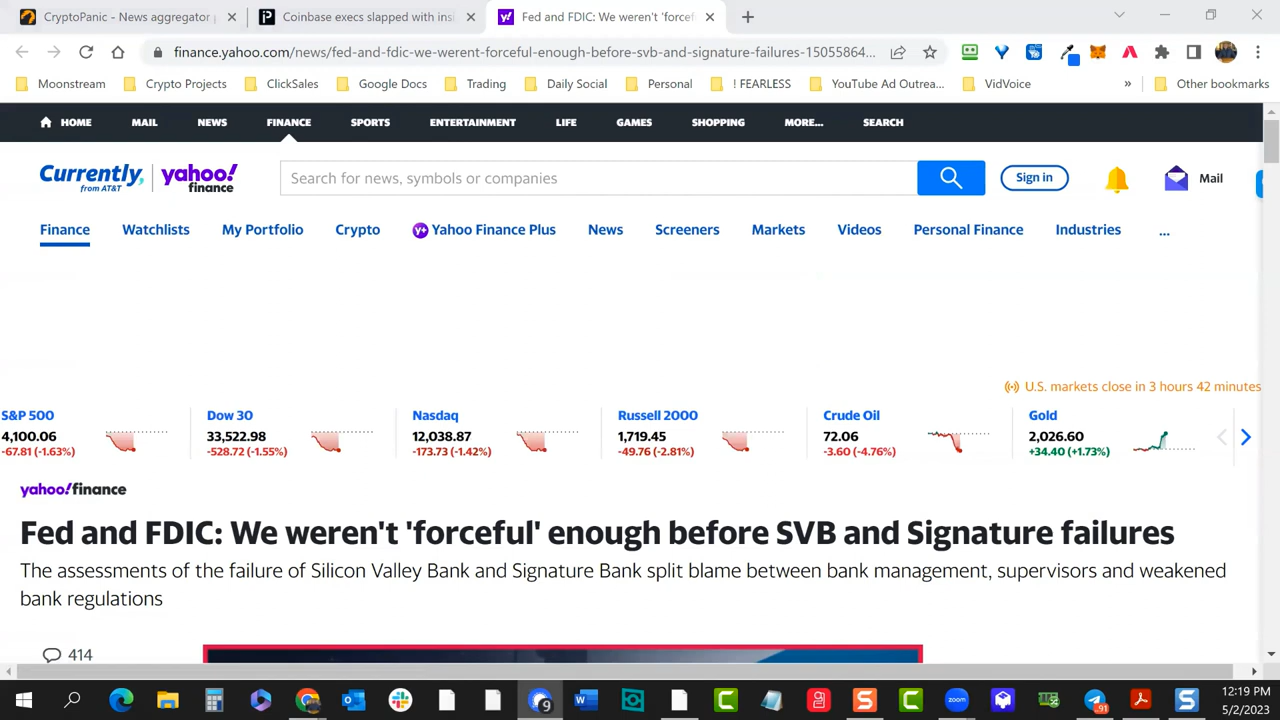 CryptoPanic - News aggregator
Coinbase execs slapped with insi
Fed and FDIC: We weren't 'forcef
finance.yahoo.com/news/fed-and-fdic-we-werent-forceful-enough-before-svb-and-signature-failures-15055864...
Moonstream
Crypto Projects
ClickSales
Google Docs
Trading
Daily Social
Personal
! FEARLESS
YouTube Ad Outrea...
VidVoice
»
Other bookmarks
HOME
MAIL
NEWS
FINANCE
SPORTS
ENTERTAINMENT
LIFE
GAMES
SHOPPING
MORE...
SEARCH
Currently,
from AT&T
yahoo!
finance
Search for news, symbols or companies
Sign in
Mail
Finance
Watchlists
My Portfolio
Crypto
y+
Yahoo Finance Plus
News
Screeners
Markets
Videos
Personal Finance
Industries
...
U.S. markets close in 3 hours 42 minutes
S&P 500
4,100.06
-67.81 (-1.63%)
Dow 30
33,522.98
-528.72 (-1.55%)
Nasdaq
12,038.87
-173.73 (-1.42%)
Russell 2000
1,719.45
-49.76 (-2.81%)
Crude Oil
72.06
-3.60 (-4.76%)
Gold
2,026.60
+34.40 (+1.73%)
yahoo!finance
Fed and FDIC: We weren't 'forceful' enough before SVB and Signature failures
The assessments of the failure of Silicon Valley Bank and Signature Bank split blame between bank management, supervisors and weakened
bank regulations
414
9
W
zoom
91
12:19 PM
5/2/2023